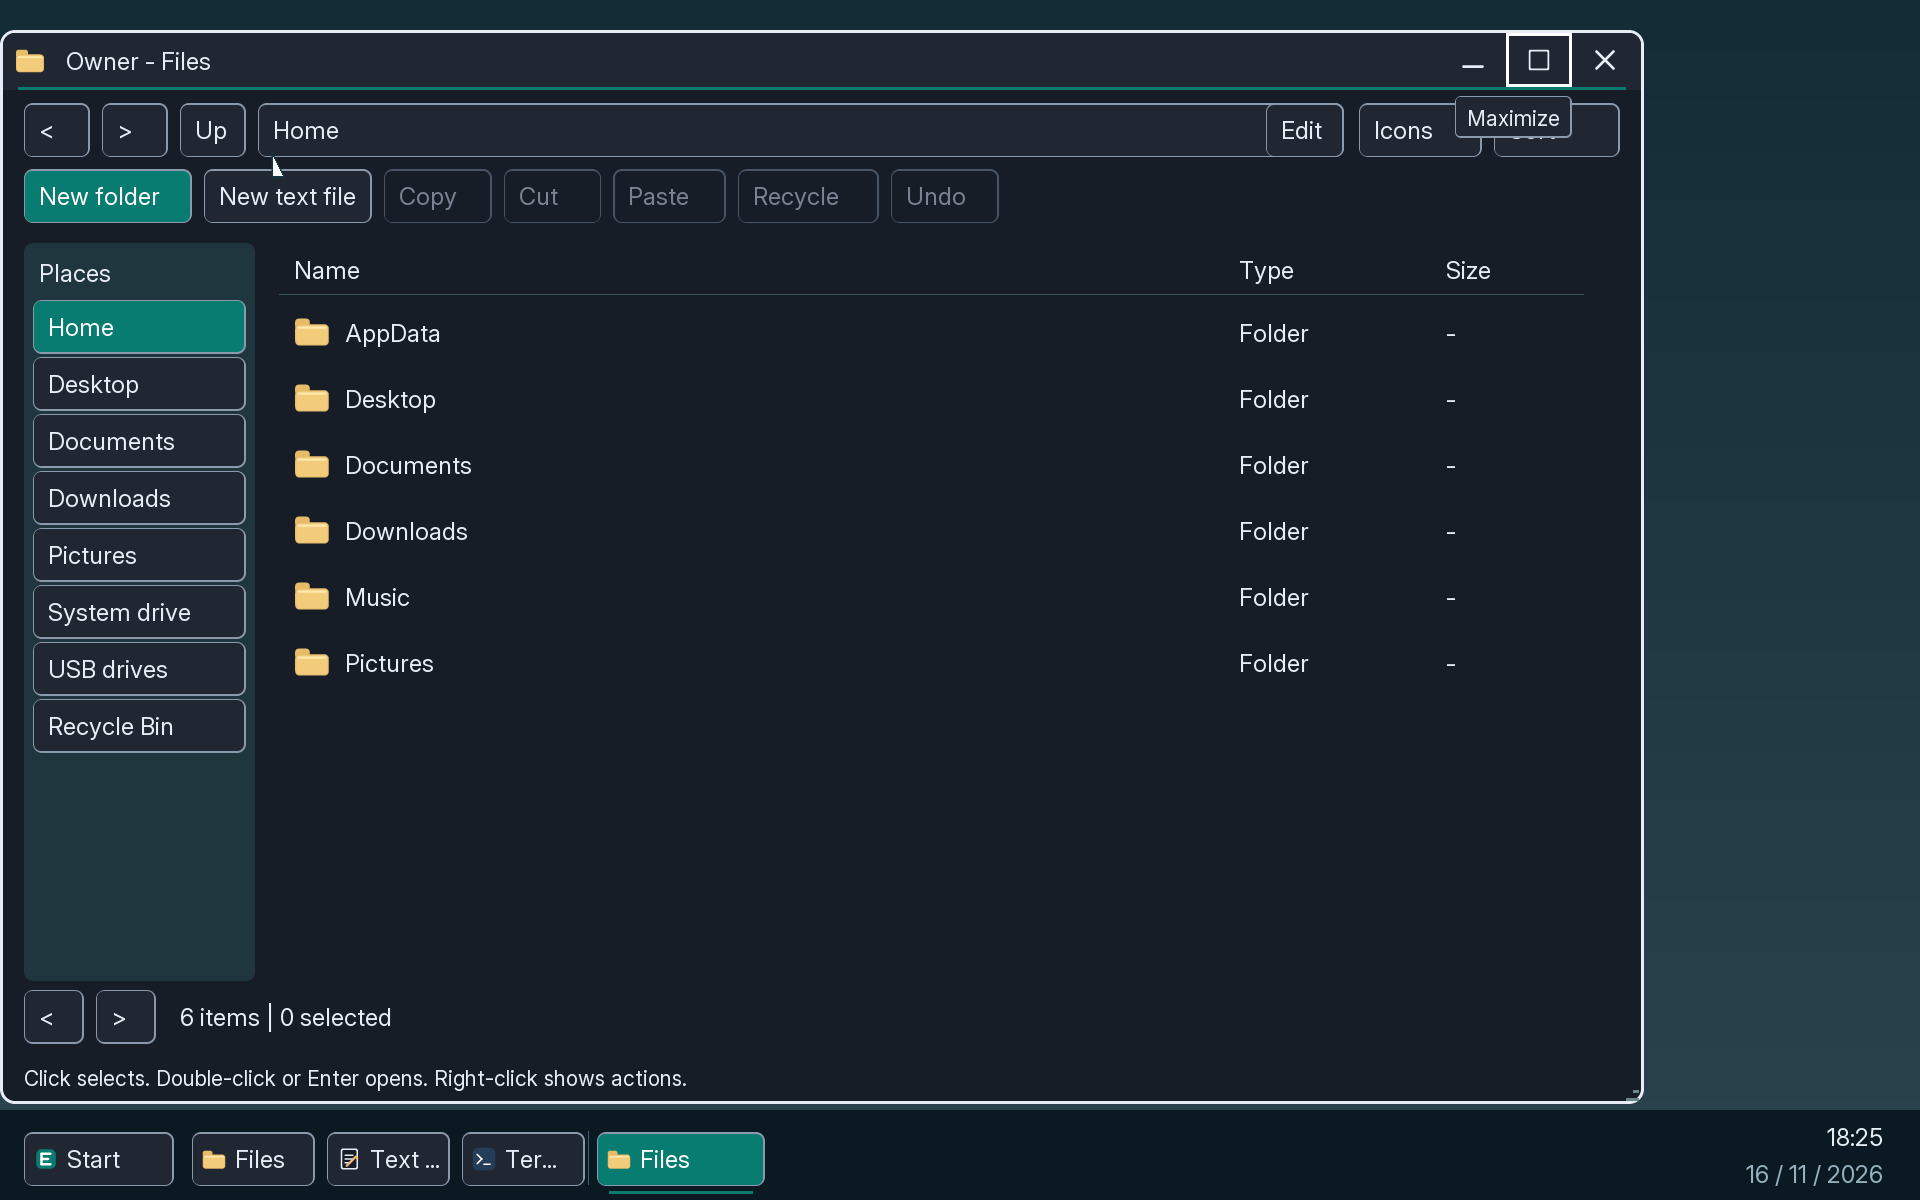 Owner - Files
< > Up Home Edit Icons Maximize
New folder New text file Copy Cut Paste Recycle Undo
Places
Home
Desktop
Documents
Downloads
Pictures
System drive
USB drives
Recycle Bin
Name Type Size
AppData Folder -
Desktop Folder -
Documents Folder -
Downloads Folder -
Music Folder -
Pictures Folder -
< > 6 items | 0 selected
Click selects. Double-click or Enter opens. Right-click shows actions.
Start Files Text ... Ter... Files
18:25
16 / 11 / 2026